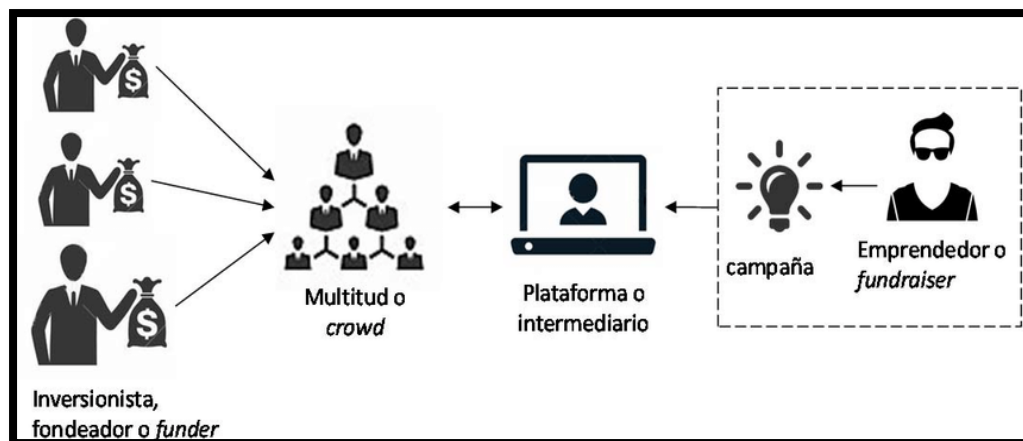 $
$
$
Inversionista,
fondeador o funder
Multitud o
crowd
Plataforma o
intermediario
campaña
Emprendedor o
fundraiser